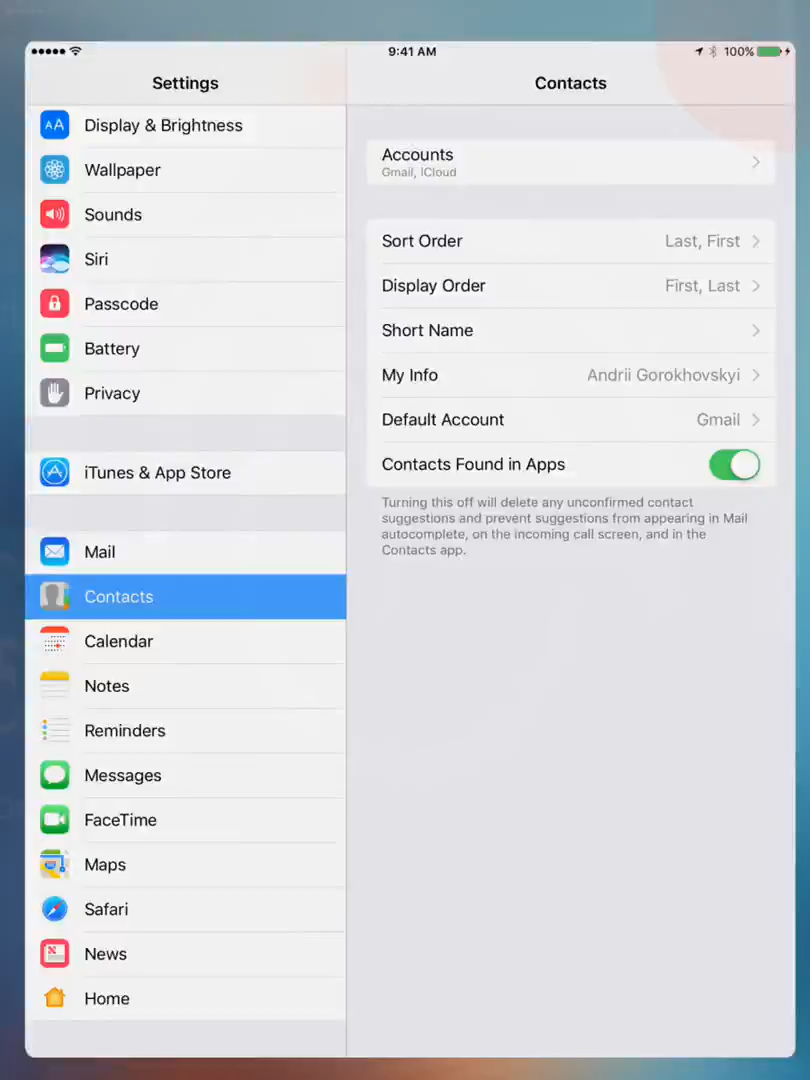 9:41 AM
100%
Settings
Contacts
Display & Brightness
Wallpaper
Sounds
Siri
Passcode
Battery
Privacy
iTunes & App Store
Mail
Contacts
Calendar
Notes
Reminders
Messages
FaceTime
Maps
Safari
News
Home
Accounts
Gmail, iCloud
Sort Order Last, First
Display Order First, Last
Short Name
My Info Andrii Gorokhovskyi
Default Account Gmail
Contacts Found in Apps
Turning this off will delete any unconfirmed contact
suggestions and prevent suggestions from appearing in Mail
autocomplete, on the incoming call screen, and in the
Contacts app.